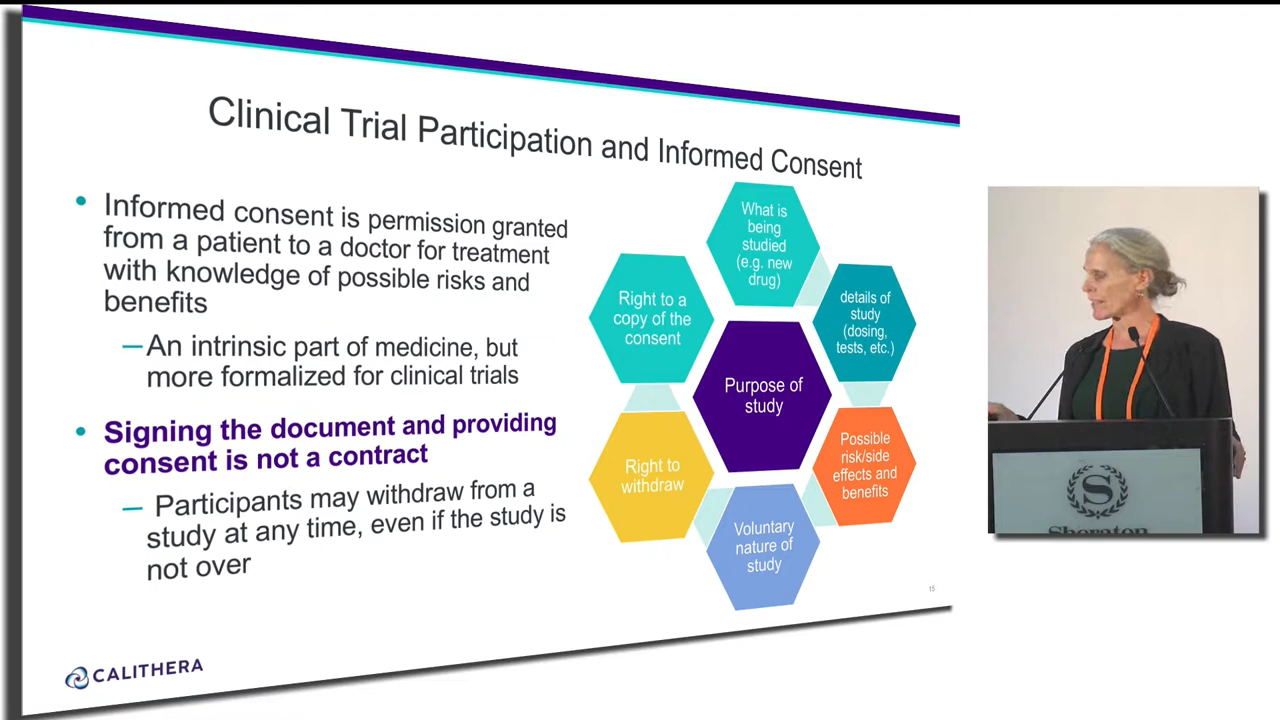 Clinical Trial Participation and Informed Consent
• Informed consent is permission granted
from a patient to a doctor for treatment
with knowledge of possible risks and
benefits
–An intrinsic part of medicine, but
more formalized for clinical trials
• Signing the document and providing
consent is not a contract
– Participants may withdraw from a
study at any time, even if the study is
not over
What is
being
studied
(e.g. new
drug)
details of
study
(dosing,
tests, etc.)
Possible
risk/side
effects and
benefits
Voluntary
nature of
study
Right to
withdraw
Right to a
copy of the
consent
Purpose of
study
15
CALITHERA
S
Sheraton